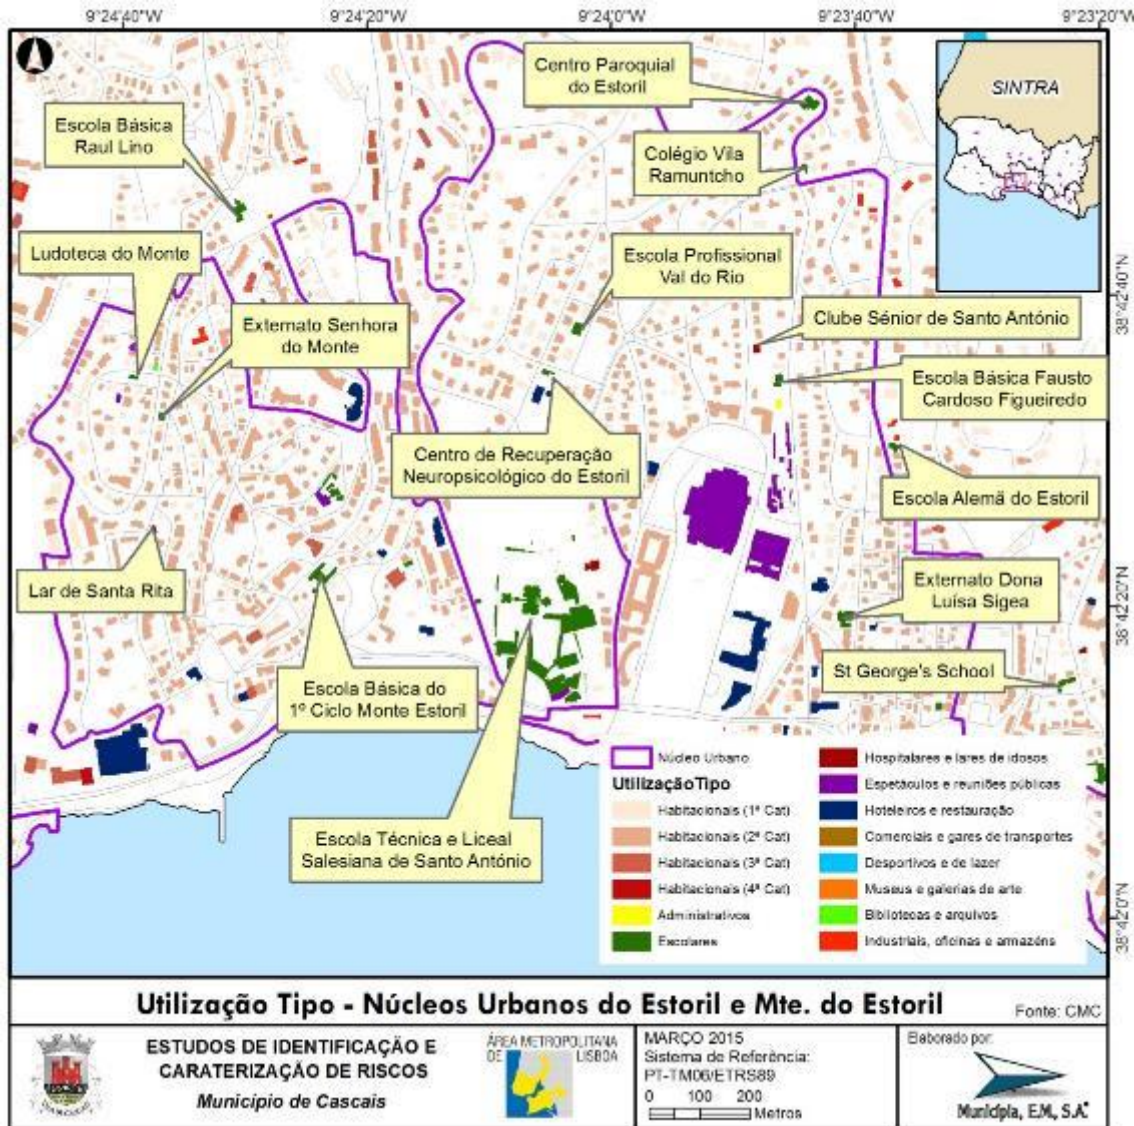 9°24'40"W
9°24'20"W
9°24'0"W
9°23'40"W
9°23'20"W
Centro Paroquial
do Estoril
SINTRA
Escola Básica
Raul Lino
Colégio Vila
Ramuntcho
Ludoteca do Monte
Escola Profissional
Val do Rio
38°42'40"N
Externato Senhora
do Monte
Clube Sénior de Santo António
Escola Básica Fausto
Cardoso Figueiredo
Centro de Recuperação
Neuropsicológico do Estoril
Escola Alemã do Estoril
Lar de Santa Rita
Externato Dona
Luísa Sigea
38°42'20"N
St George's School
Escola Básica do
1º Ciclo Monte Estoril
Escola Técnica e Liceal
Salesiana de Santo António
Núcleo Urbano
UtilizaçãoTipo
Habitacionais (1ª Cat)
Habitacionais (2ª Cat)
Habitacionais (3ª Cat)
Habitacionais (4ª Cat)
Administrativos
Escolares
Hospitalares e lares de idosos
Espetáculos e reuniões públicas
Hoteleiros e restauração
Comerciais e gares de transportes
Desportivos e de lazer
Museus e galerias de arte
Bibliotecas e arquivos
Industriais, oficinas e armazéns
38°42'0"N
Utilização Tipo - Núcleos Urbanos do Estoril e Mte. do Estoril
Fonte: CMC
ESTUDOS DE IDENTIFICAÇÃO E
CARATERIZAÇÃO DE RISCOS
Município de Cascais
ÁREA METROPOLITANA
DE LISBOA
MARÇO 2015
Sistema de Referência:
PT-TM06/ETRS89
0 100 200
Metros
Elaborado por:
Municípia, E.M., S.A.